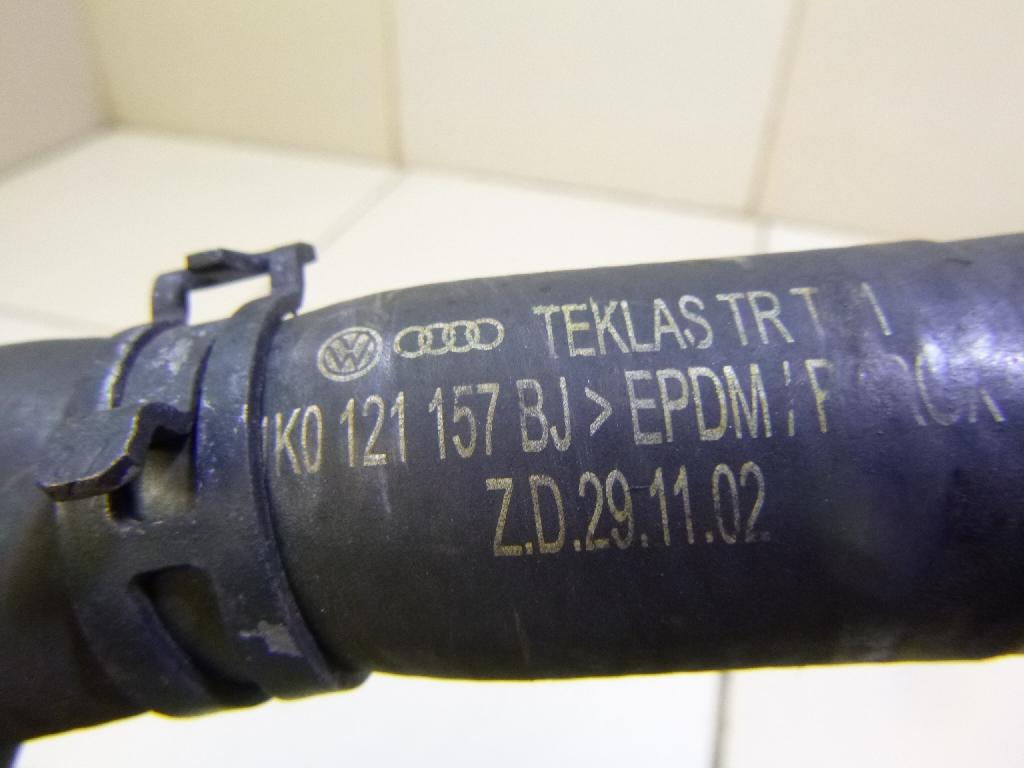 TEKLAS TR
1K0 121 157 BJ > EPDM /
Z.D.29.11.02